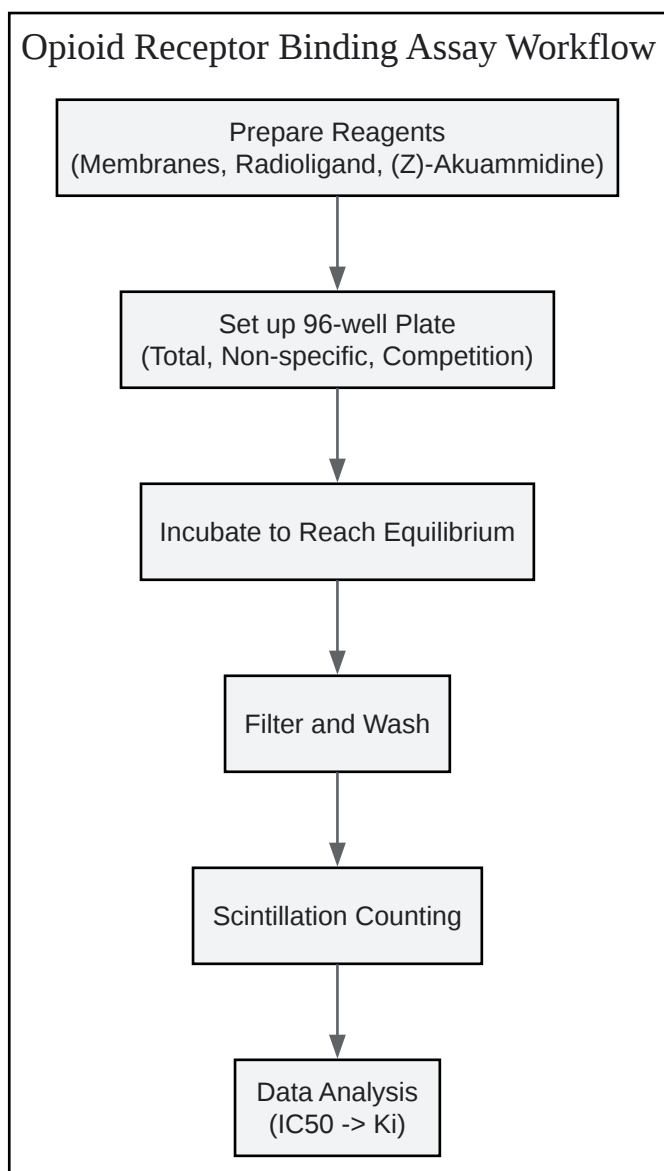 Opioid Receptor Binding Assay Workflow
Prepare Reagents
(Membranes, Radioligand, (Z)-Akuammidine)
Set up 96-well Plate
(Total, Non-specific, Competition)
Incubate to Reach Equilibrium
Filter and Wash
Scintillation Counting
Data Analysis
(IC50 -> Ki)